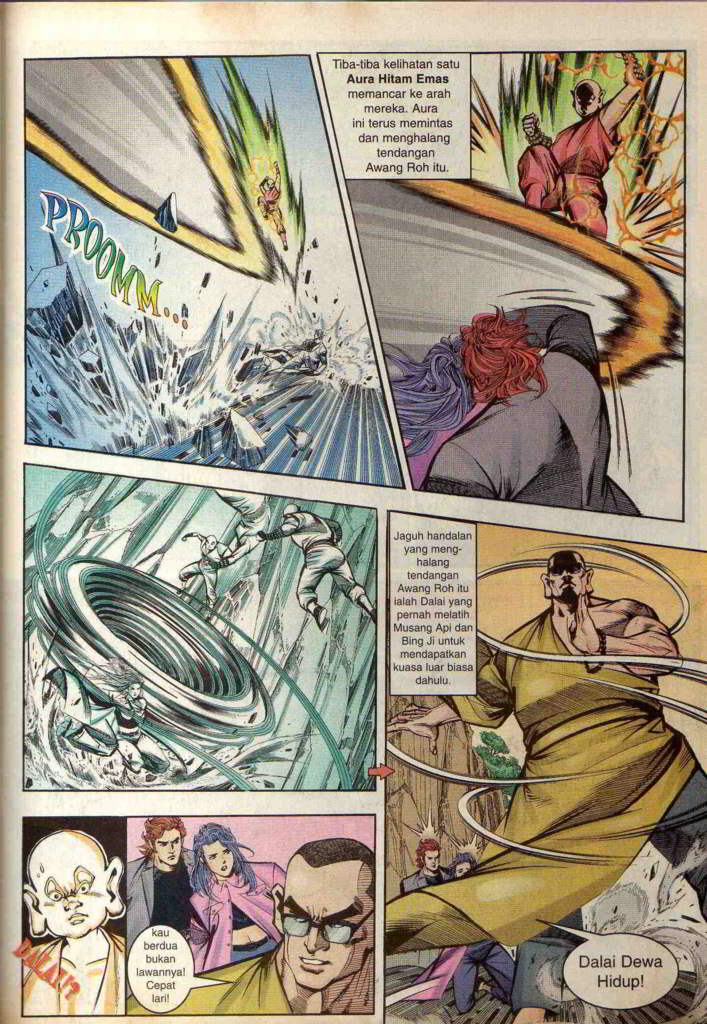 PROOMM...
Tiba-tiba kelihatan satu
Aura Hitam Emas
memancar ke arah
mereka. Aura
ini terus memintas
dan menghalang
tendangan
Awang Roh itu.
Jaguh handalan
yang meng-
halang
tendangan
Awang Roh itu
ialah Dalai yang
pernah melatih
Musang Api dan
Bing Ji untuk
mendapatkan
kuasa luar biasa
dahulu.
Dalai Dewa
Hidup!
DALAI!?
kau
berdua
bukan
lawannya!
Cepat
lari!